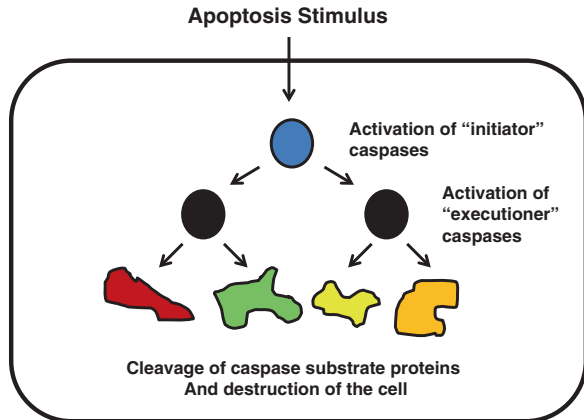 Apoptosis Stimulus
Activation of “initiator”
caspases
Activation of
“executioner”
caspases
Cleavage of caspase substrate proteins
And destruction of the cell